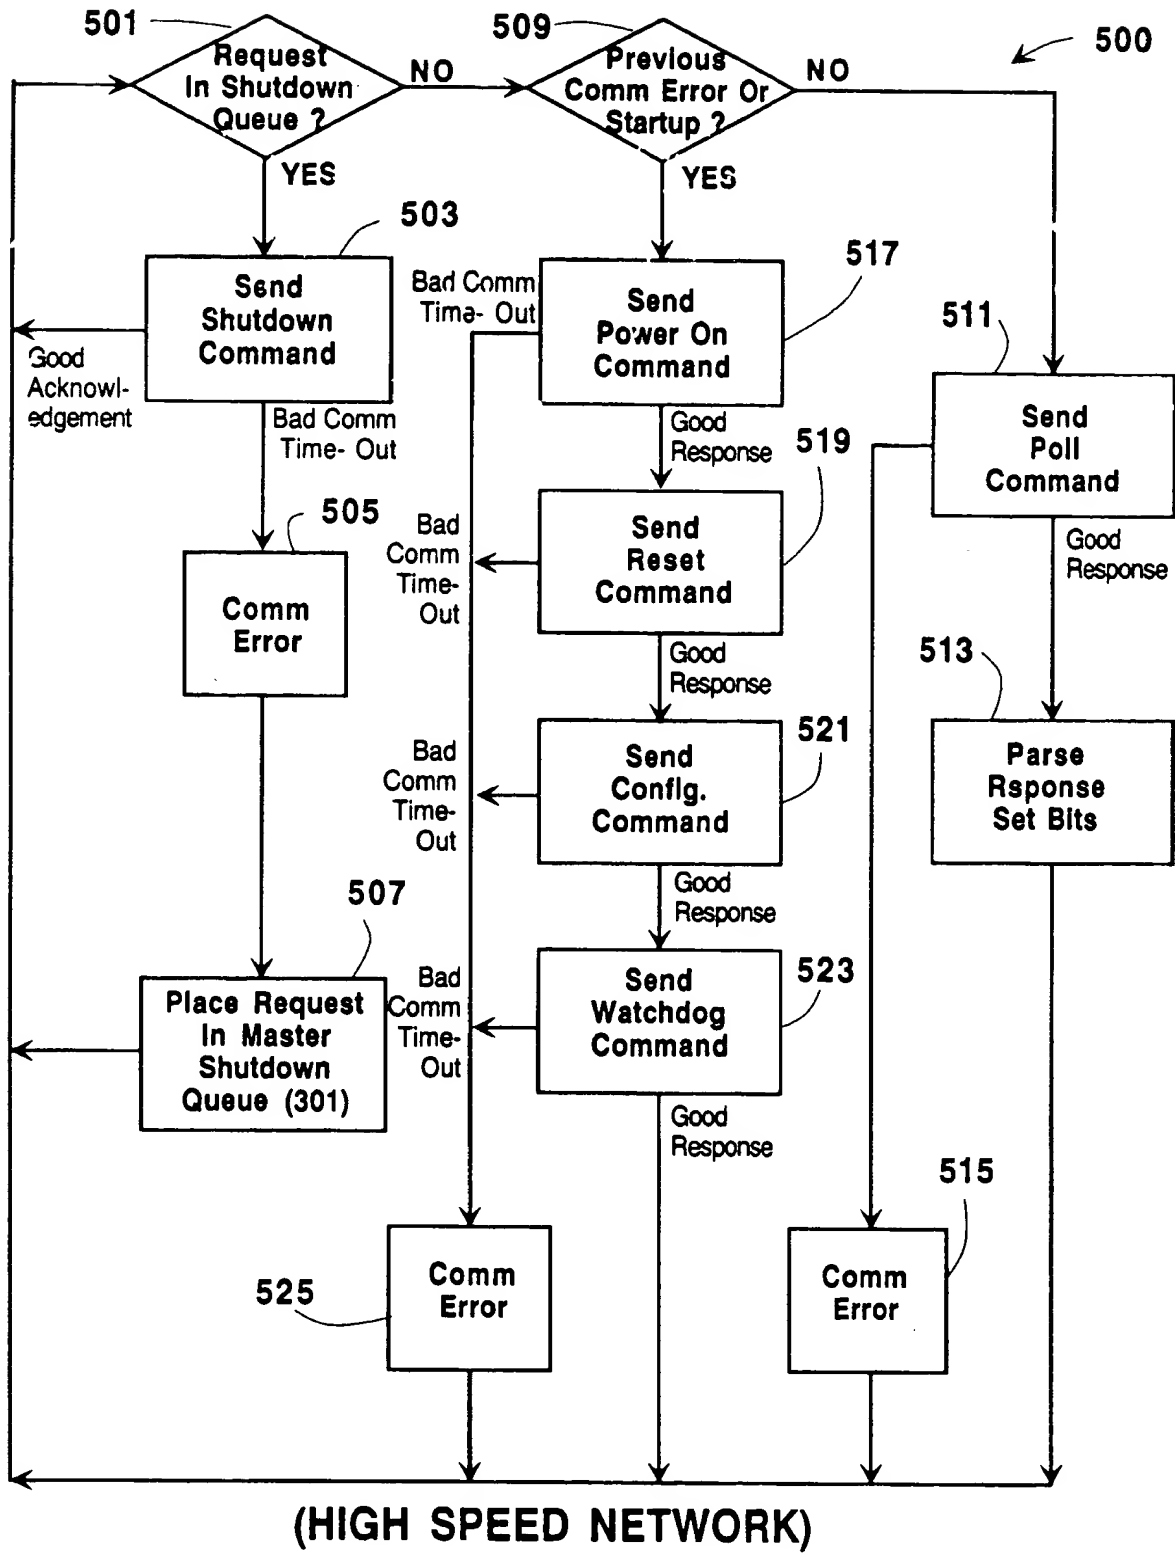 501
Request
In Shutdown
Queue ?
NO
YES
509
Previous
Comm Error Or
Startup ?
NO
YES
500
503
Send
Shutdown
Command
Good
Acknowl-
edgement
Bad Comm
Time- Out
505
Comm
Error
507
Place Request
In Master
Shutdown
Queue (301)
Bad Comm
Time- Out
517
Send
Power On
Command
Good
Response
519
Send
Reset
Command
Bad
Comm
Time-
Out
Good
Response
521
Send
Config.
Command
Bad
Comm
Time-
Out
Good
Response
523
Send
Watchdog
Command
Bad
Comm
Time-
Out
Good
Response
525
Comm
Error
511
Send
Poll
Command
Good
Response
513
Parse
Rsponse
Set Bits
515
Comm
Error
(HIGH SPEED NETWORK)